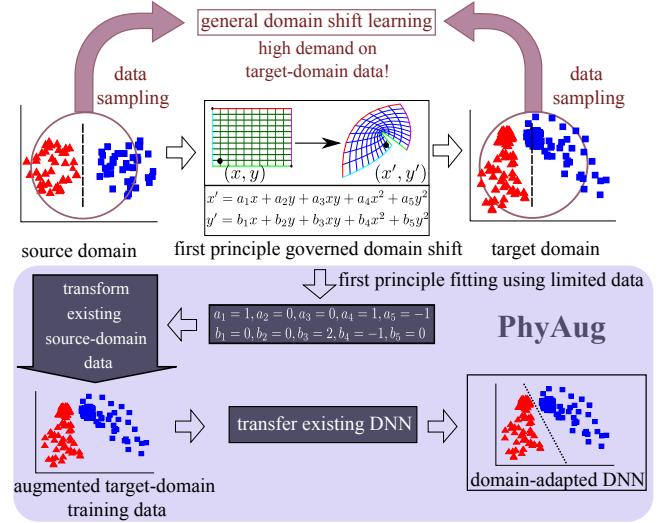 general domain shift learning
high demand on
target-domain data!
data
sampling
data
sampling
(x, y)
(x′, y′)
x′ = a₁x + a₂y + a₃xy + a₄x² + a₅y²
y′ = b₁x + b₂y + b₃xy + b₄x² + b₅y²
source domain
first principle governed domain shift
target domain
first principle fitting using limited data
transform
existing
source-domain
data
a₁ = 1, a₂ = 0, a₃ = 0, a₄ = 1, a₅ = −1
b₁ = 0, b₂ = 0, b₃ = 2, b₄ = −1, b₅ = 0
PhyAug
transfer existing DNN
augmented target-domain
training data
domain-adapted DNN